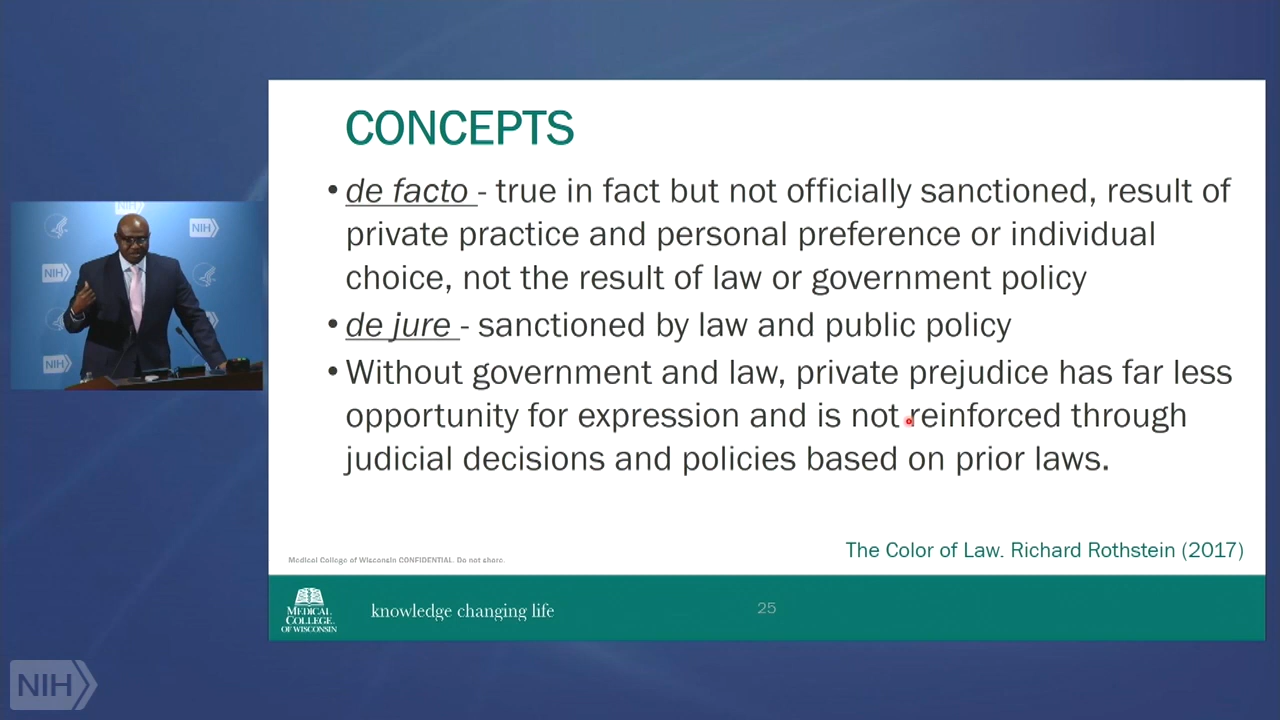 CONCEPTS
• de facto - true in fact but not officially sanctioned, result of
private practice and personal preference or individual
choice, not the result of law or government policy
• de jure - sanctioned by law and public policy
• Without government and law, private prejudice has far less
opportunity for expression and is not reinforced through
judicial decisions and policies based on prior laws.
The Color of Law. Richard Rothstein (2017)
Medical College of Wisconsin CONFIDENTIAL. Do not share.
MEDICAL
COLLEGE
OF WISCONSIN
knowledge changing life
25
NIH
NIH
NIH
NIH
NIH